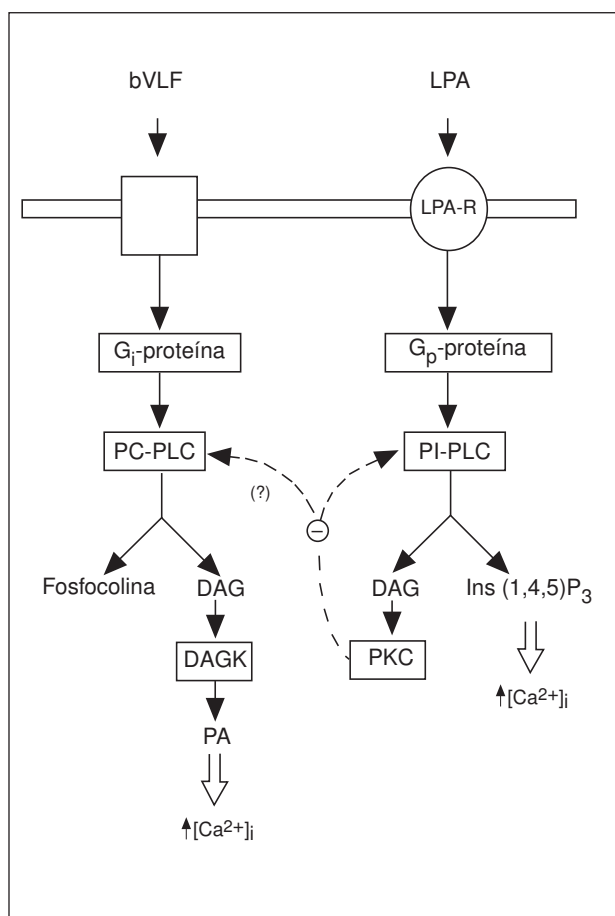 bVLF
LPA
LPA-R
Gi-proteína
Gp-proteína
PC-PLC
PI-PLC
(?)
−
Fosfocolina
DAG
DAG
Ins (1,4,5)P3
DAGK
PKC
[Ca2+]i
PA
[Ca2+]i